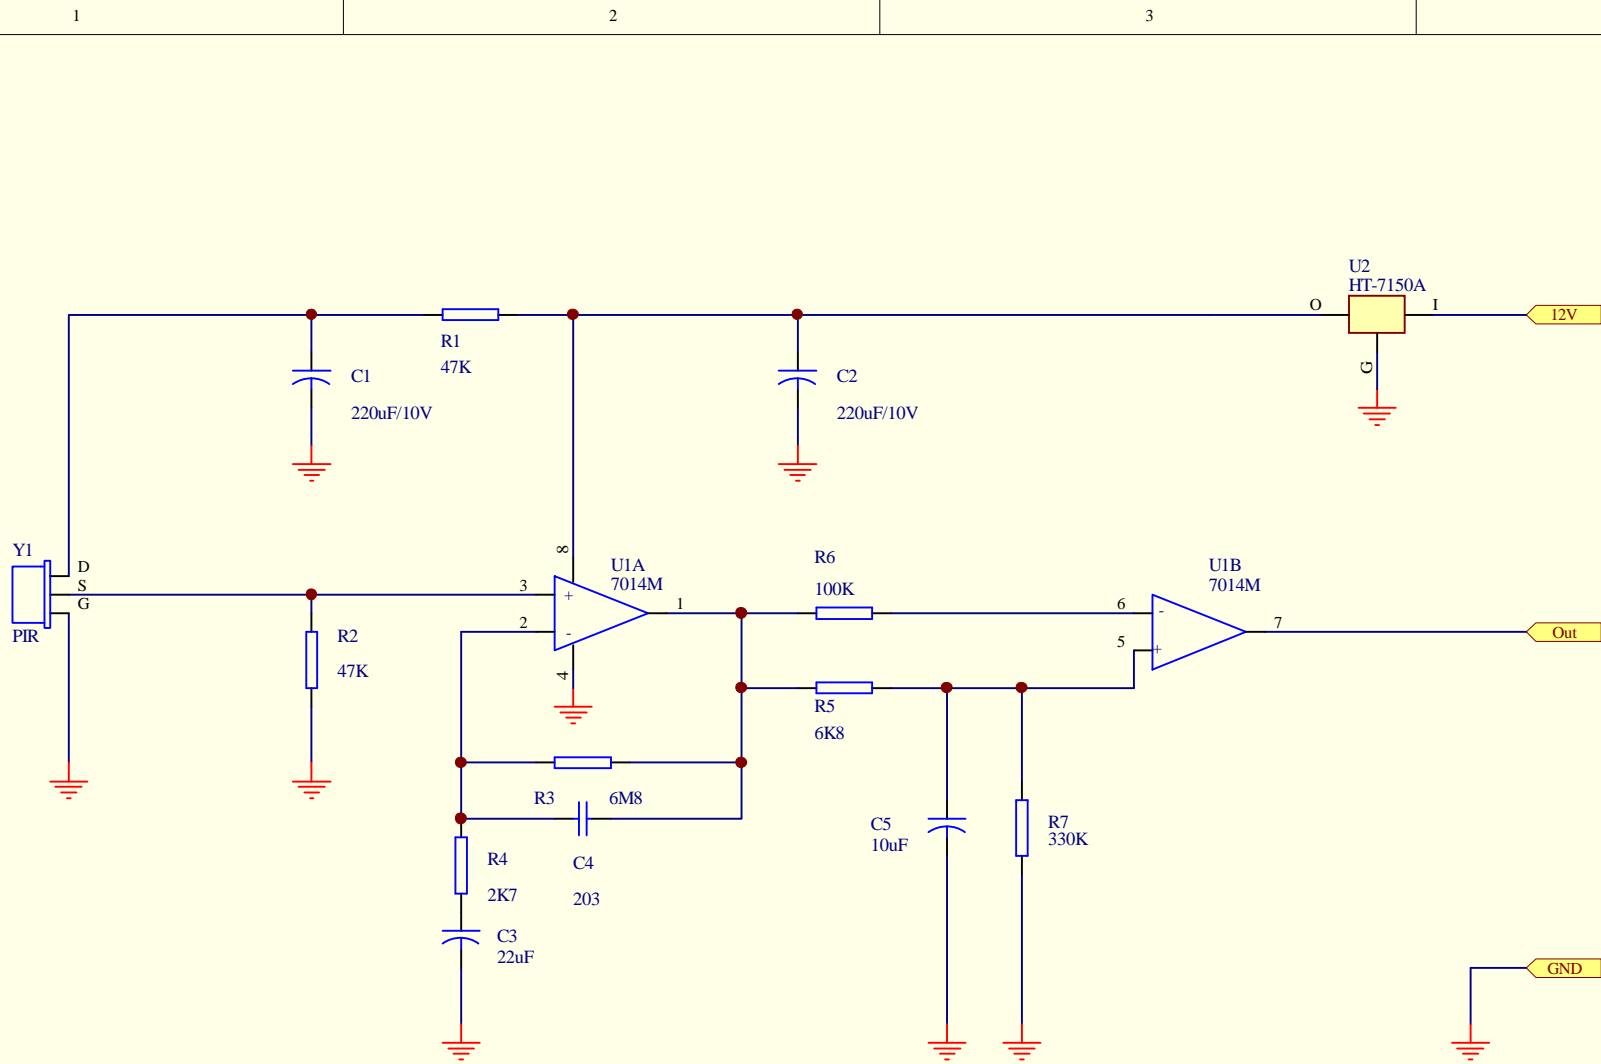 1 2 3
U2
HT-7150A
O I 12V
G
R1
47K
C1
220uF/10V
C2
220uF/10V
Y1
D
S
G
PIR
R2
47K
8
U1A
7014M
3 + 1
2 -
4
R6
100K
R5
6K8
U1B
7014M
6 - 7
5 +
Out
R3 6M8
C4
203
R4
2K7
C3
22uF
C5
10uF
R7
330K
GND